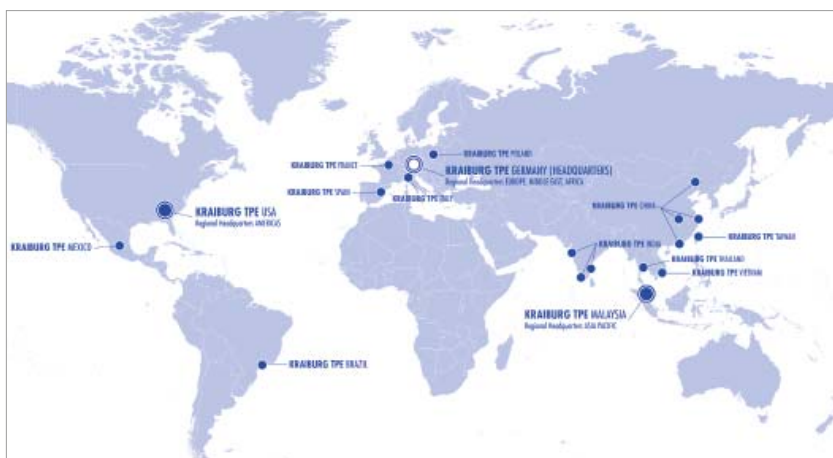 KRAIBURG TPE POLAND
KRAIBURG TPE FRANCE
KRAIBURG TPE GERMANY (HEADQUARTERS)
Regional Headquarters EUROPE, MIDDLE EAST, AFRICA
KRAIBURG TPE SPAIN
KRAIBURG TPE ITALY
KRAIBURG TPE USA
Regional Headquarters AMERICAS
KRAIBURG TPE CHINA
KRAIBURG TPE MEXICO
KRAIBURG TPE INDIA
KRAIBURG TPE TAIWAN
KRAIBURG TPE THAILAND
KRAIBURG TPE VIETNAM
KRAIBURG TPE MALAYSIA
Regional Headquarters ASIA PACIFIC
KRAIBURG TPE BRAZIL